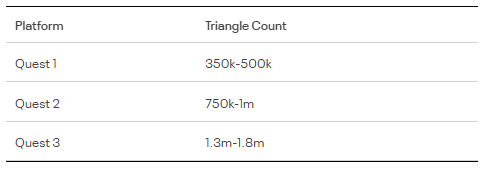 Platform Triangle Count
Quest 1 350k-500k
Quest 2 750k-1m
Quest 3 1.3m-1.8m